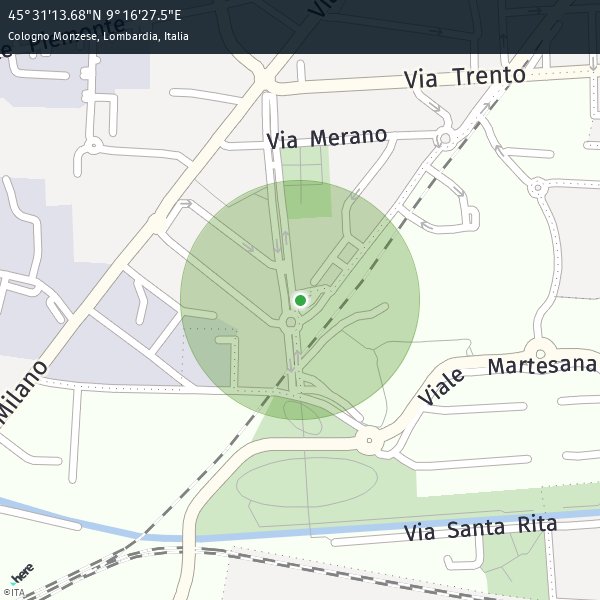 45°31'13.68"N 9°16'27.5"E
Cologno Monzese, Lombardia, Italia
Piemonte
Via Trento
Via Merano
Milano
Viale Martesana
Via Santa Rita
here
©ITA